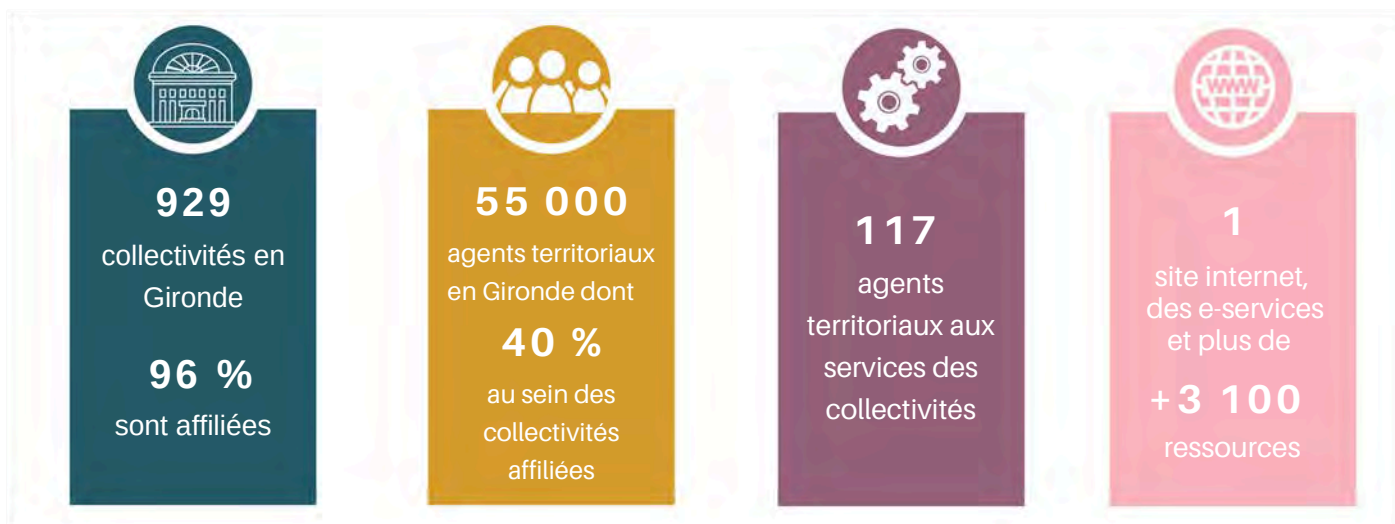 929
collectivités en
Gironde
96 %
sont affiliées
55 000
agents territoriaux
en Gironde dont
40 %
au sein des
collectivités
affiliées
117
agents
territoriaux aux
services des
collectivités
WWW
1
site internet,
des e-services
et plus de
+3 100
ressources